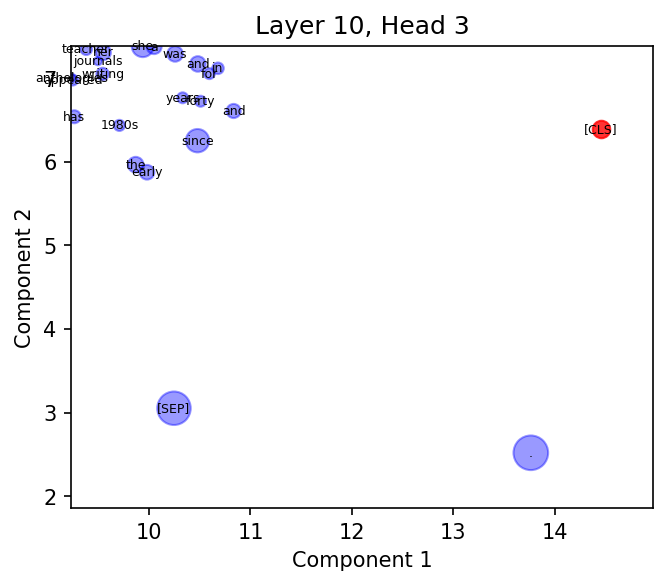 Layer 10, Head 3
teacher
her
she
a
was
journals
and
in
for
writing
appeared
years
forty
and
has
1980s
since
the
early
[CLS]
[SEP]
.
7
6
5
4
3
2
Component 2
10 11 12 13 14
Component 1